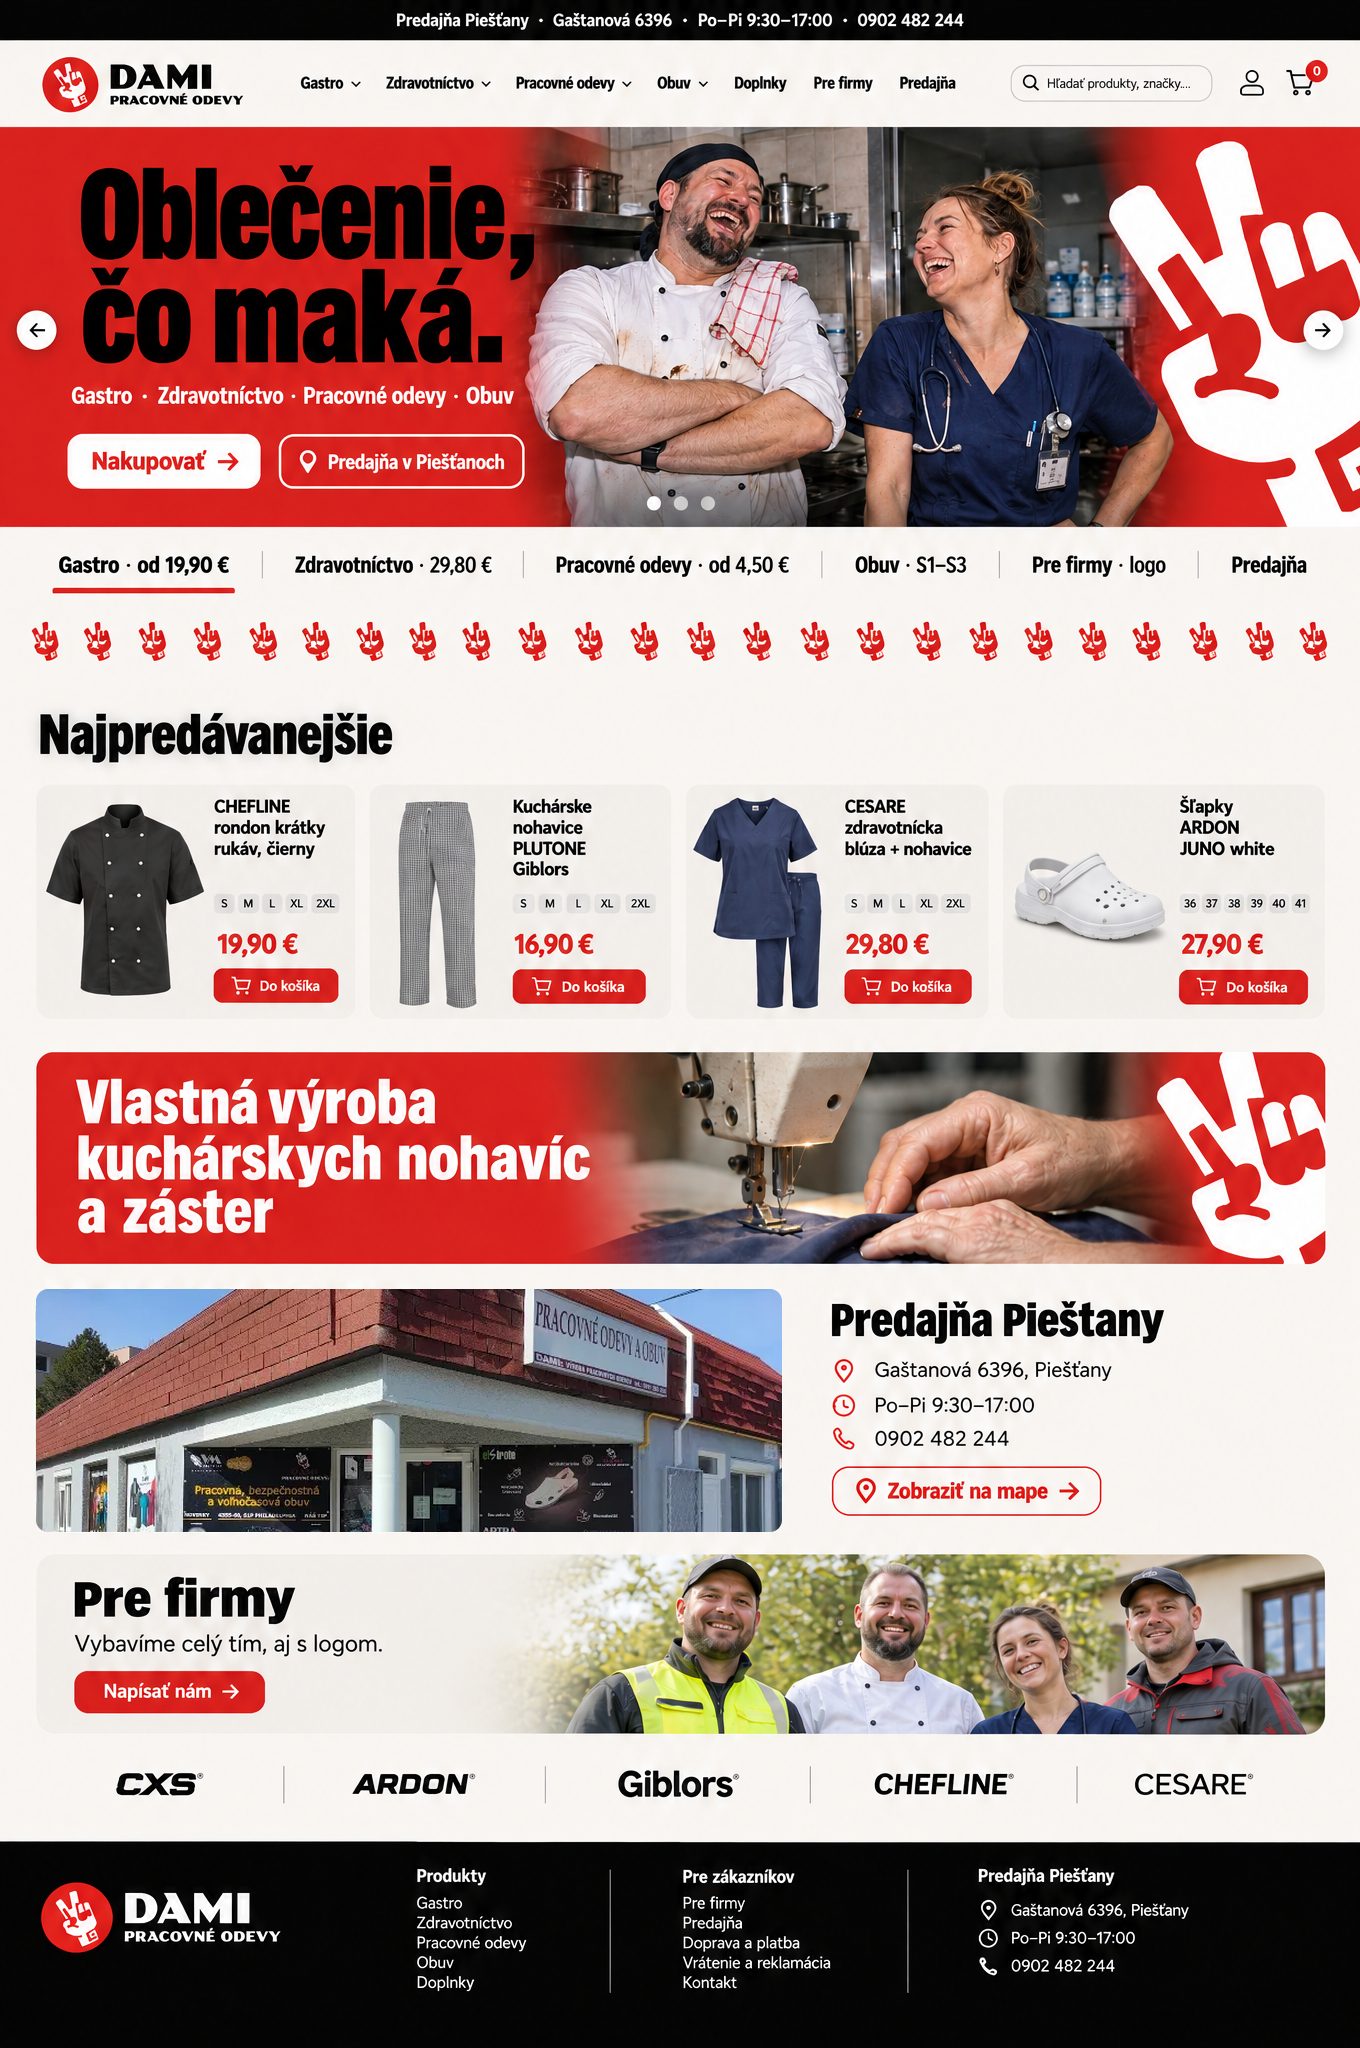 Predajňa Piešťany • Gaštanová 6396 • Po–Pi 9:30–17:00 • 0902 482 244
DAMI
PRACOVNÉ ODEVY
Gastro
Zdravotníctvo
Pracovné odevy
Obuv
Doplnky
Pre firmy
Predajňa
Hľadať produkty, značky...
0
Oblečenie,
čo maká.
Gastro · Zdravotníctvo · Pracovné odevy · Obuv
Nakupovať →
Predajňa v Piešťanoch
Gastro · od 19,90 €
Zdravotníctvo · 29,80 €
Pracovné odevy · od 4,50 €
Obuv · S1–S3
Pre firmy · logo
Predajňa
Najpredávanejšie
CHEFLINE
rondon krátky
rukáv, čierny
S M L XL 2XL
19,90 €
Do košíka
Kuchárske
nohavice
PLUTONE
Giblors
S M L XL 2XL
16,90 €
Do košíka
CESARE
zdravotnícka
blúza + nohavice
S M L XL 2XL
29,80 €
Do košíka
Šľapky
ARDON
JUNO white
36 37 38 39 40 41
27,90 €
Do košíka
Vlastná výroba
kuchárskych nohavíc
a záster
PRACOVNÉ ODEVY A OBUV
Pracovná, bezpečnostná
a voľnočasová obuv
Predajňa Pieštany
Gaštanová 6396, Piešťany
Po–Pi 9:30–17:00
0902 482 244
Zobraziť na mape →
Pre firmy
Vybavíme celý tím, aj s logom.
Napísať nám →
CXS®
ARDON®
Giblors®
CHEFLINE®
CESARE®
DAMI
PRACOVNÉ ODEVY
Produkty
Gastro
Zdravotníctvo
Pracovné odevy
Obuv
Doplnky
Pre zákazníkov
Pre firmy
Predajňa
Doprava a platba
Vrátenie a reklamácia
Kontakt
Predajňa Piešťany
Gaštanová 6396, Piešťany
Po–Pi 9:30–17:00
0902 482 244